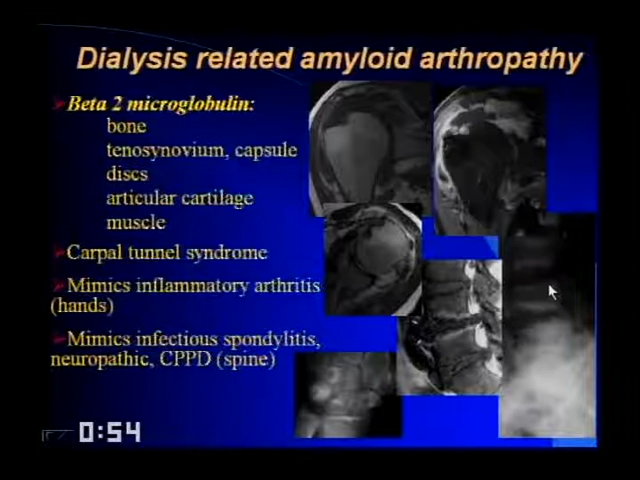 Dialysis related amyloid arthropathy
Beta 2 microglobulin:
bone
tenosynovium, capsule
discs
articular cartilage
muscle
Carpal tunnel syndrome
Mimics inflammatory arthritis
(hands)
Mimics infectious spondylitis,
neuropathic, CPPD (spine)
0:54